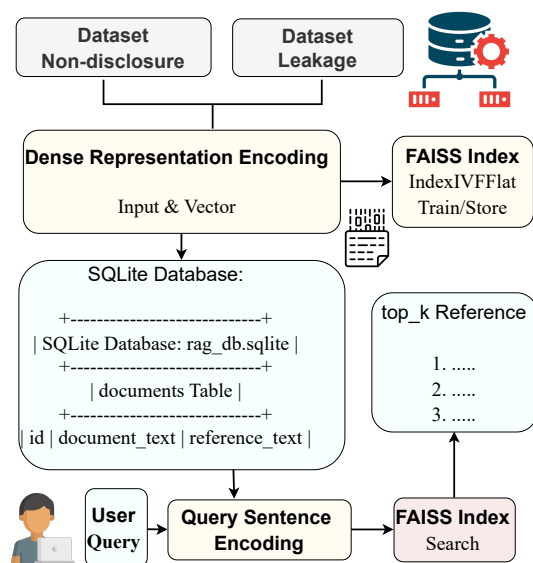 Dataset
Non-disclosure
Dataset
Leakage
Dense Representation Encoding
Input & Vector
FAISS Index
IndexIVFFlat
Train/Store
SQLite Database:
+-----------------------------+
| SQLite Database: rag_db.sqlite |
+-----------------------------+
| documents Table |
+-----------------------------+
| id | document_text | reference_text |
top_k Reference
1. .....
2. .....
3. .....
User
Query
Query Sentence
Encoding
FAISS Index
Search